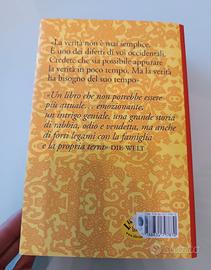 «La verità non è mai semplice.
È uno dei difetti di voi occidentali.
Credete che sia possibile appurare
la verità in poco tempo. Ma la verità
ha bisogno del suo tempo»
«Un libro che non potrebbe essere
più attuale... emozionante,
un intrigo geniale, una grande storia
di rabbia, odio e vendetta, ma anche
di forti legami con la famiglia
e la propria terra» DIE WELT